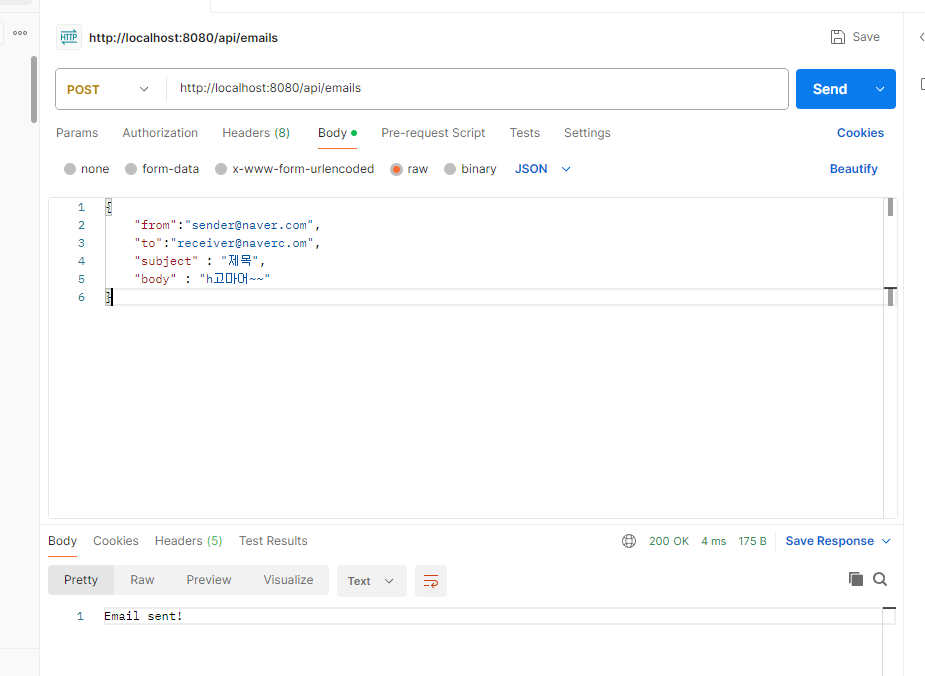 HTTP http://localhost:8080/api/emails Save
POST http://localhost:8080/api/emails Send
Params Authorization Headers (8) Body Pre-request Script Tests Settings Cookies
none form-data x-www-form-urlencoded raw binary JSON Beautify
1 {
2 "from":"sender@naver.com",
3 "to":"receiver@naverc.om",
4 "subject" : "제목",
5 "body" : "h고마어~~"
6 }
Body Cookies Headers (5) Test Results 200 OK 4 ms 175 B Save Response
Pretty Raw Preview Visualize Text
1 Email sent!